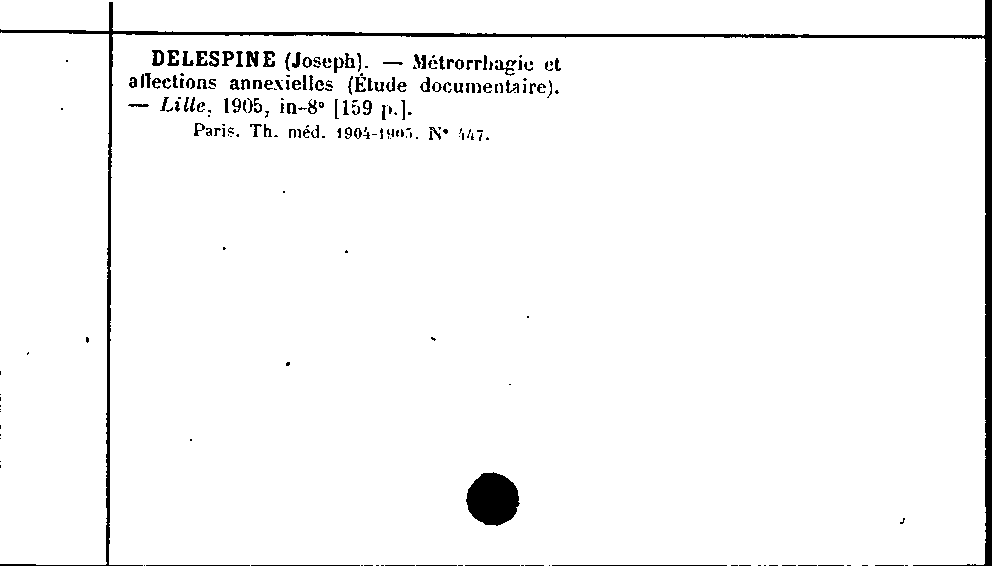 DELESPINE (Joseph). — Métrorrhagie et
affections annexielles (Étude documentaire).
— Lille, 1905, in-8° [159 p.].
Paris. Th. méd. 1904-1905. N° 447.